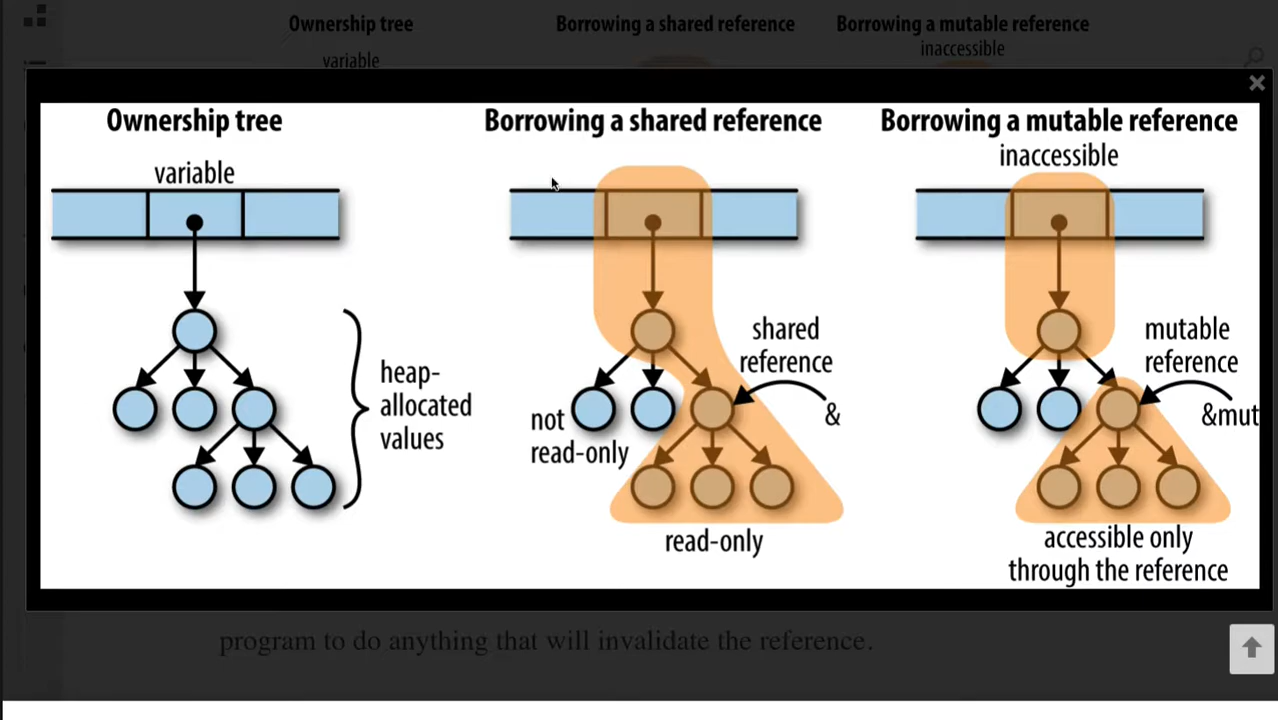 Ownership tree
Borrowing a shared reference
Borrowing a mutable reference
variable
inaccessible
Ownership tree
Borrowing a shared reference
Borrowing a mutable reference
variable
inaccessible
heap-
allocated
values
shared
reference
&
not
read-only
read-only
mutable
reference
&mut
accessible only
through the reference
program to do anything that will invalidate the reference.